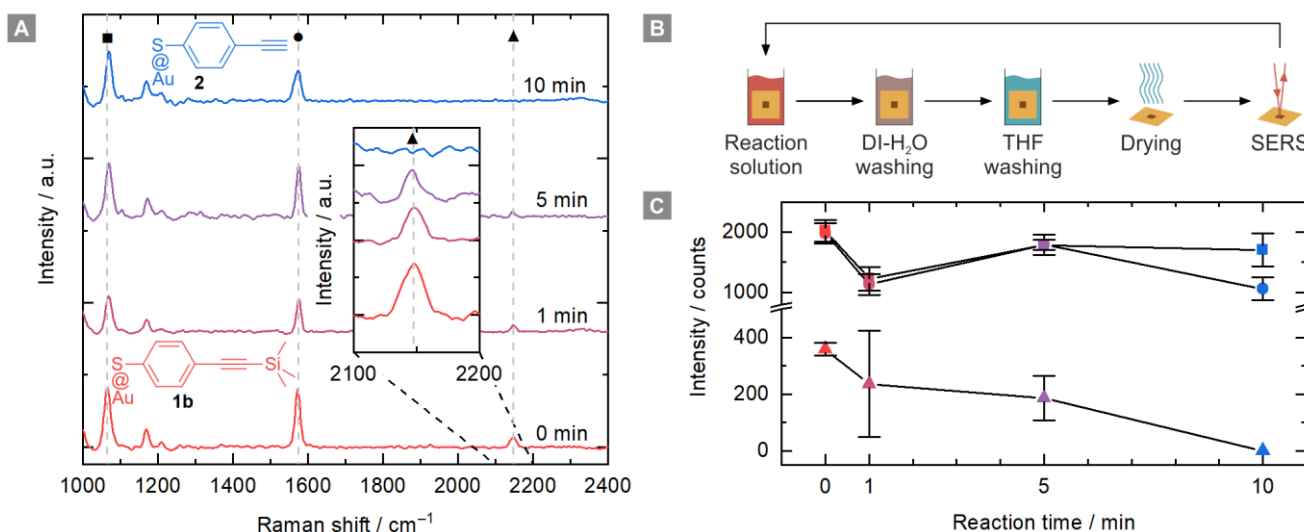 A
■
●
▲
S
@
Au
2
10 min
▲
5 min
1 min
S
@
Au
Si
1b
0 min
2100 2200
Intensity / a.u.
Intensity / a.u.
1000 1200 1400 1600 1800 2000 2200 2400
Raman shift / cm⁻¹
B
Reaction solution
DI-H₂O washing
THF washing
Drying
SERS
C
2000
1000
400
200
0
Intensity / counts
0 1 5 10
Reaction time / min